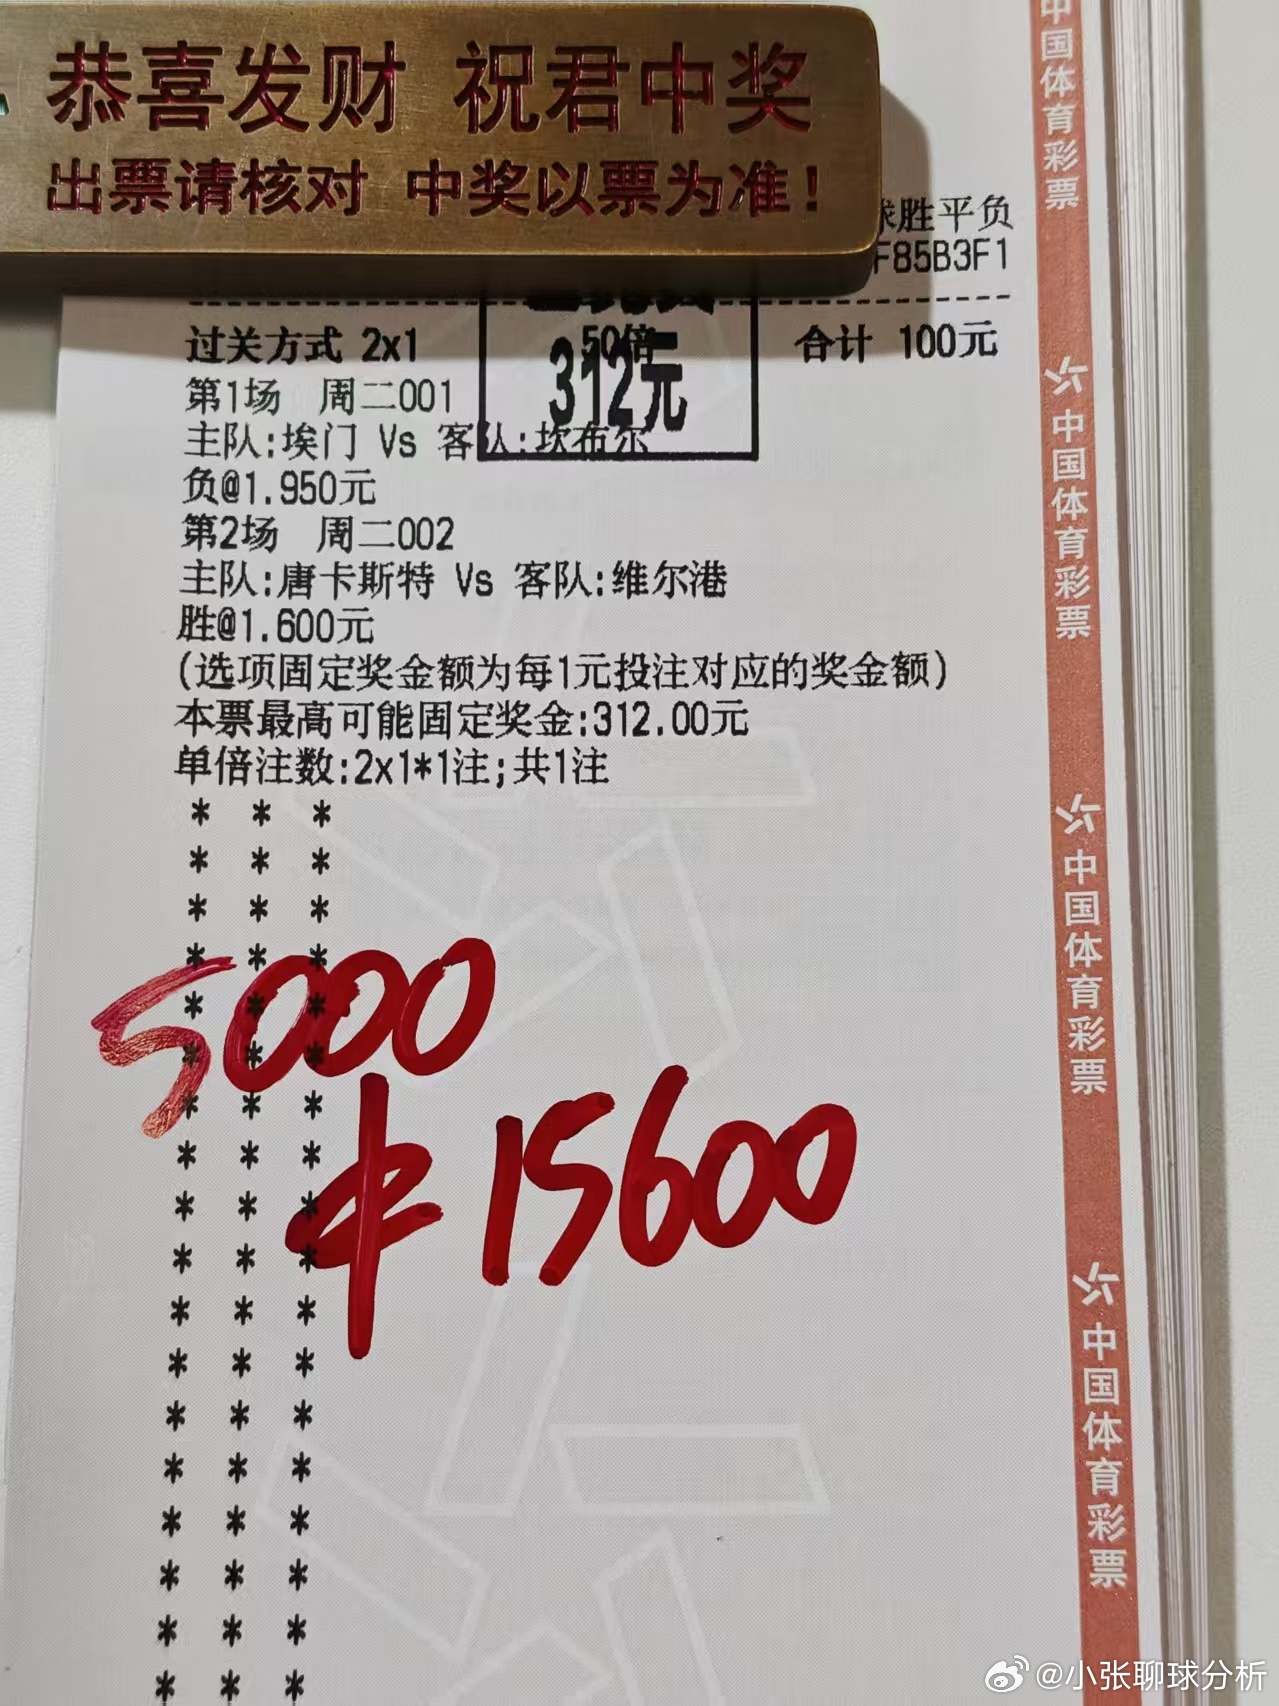 恭喜发财 祝君中奖
出票请核对 中奖以票为准！
球胜平负
F85B3F1
过关方式 2x1 50倍 合计 100元
312元
第1场 周二001
主队:埃门 Vs 客队:坎布尔
负@1.950元
第2场 周二002
主队:唐卡斯特 Vs 客队:维尔港
胜@1.600元
(选项固定奖金额为每1元投注对应的奖金额)
本票最高可能固定奖金:312.00元
单倍注数:2x1*1注;共1注
5000
中15600
中国体育彩票
中国体育彩票
中国体育彩票
中国体育彩票
@小张聊球分析